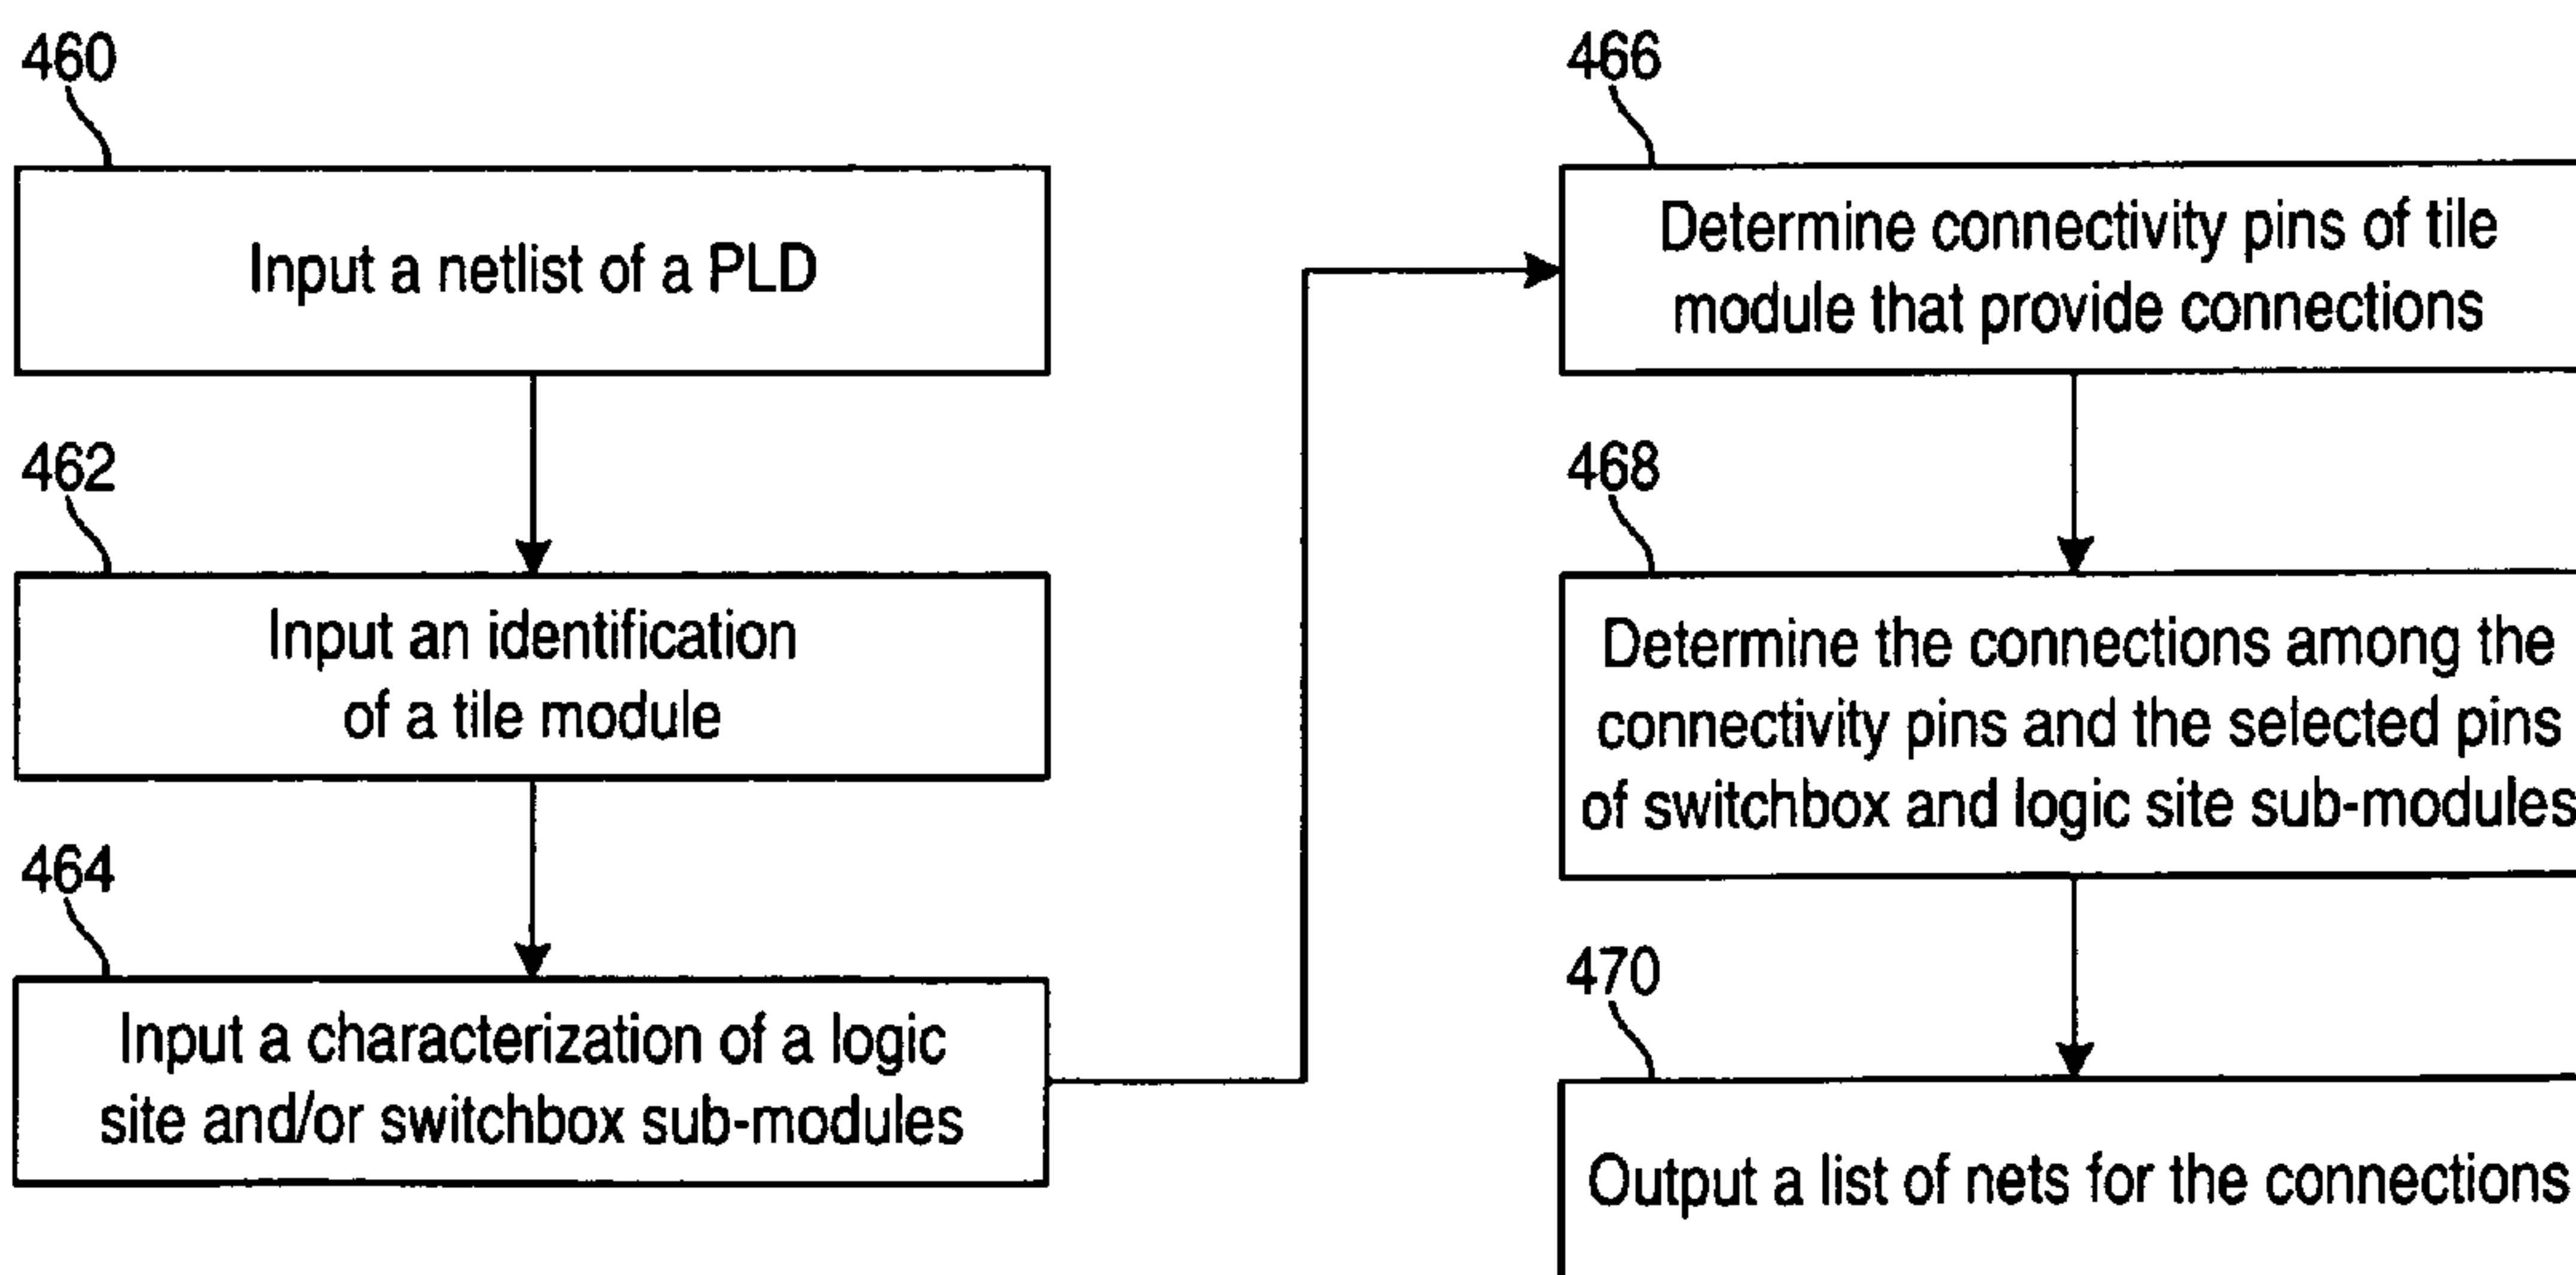 460
Input a netlist of a PLD
462
Input an identification
of a tile module
464
Input a characterization of a logic
site and/or switchbox sub-modules
466
Determine connectivity pins of tile
module that provide connections
468
Determine the connections among the
connectivity pins and the selected pins
of switchbox and logic site sub-modules
470
Output a list of nets for the connections